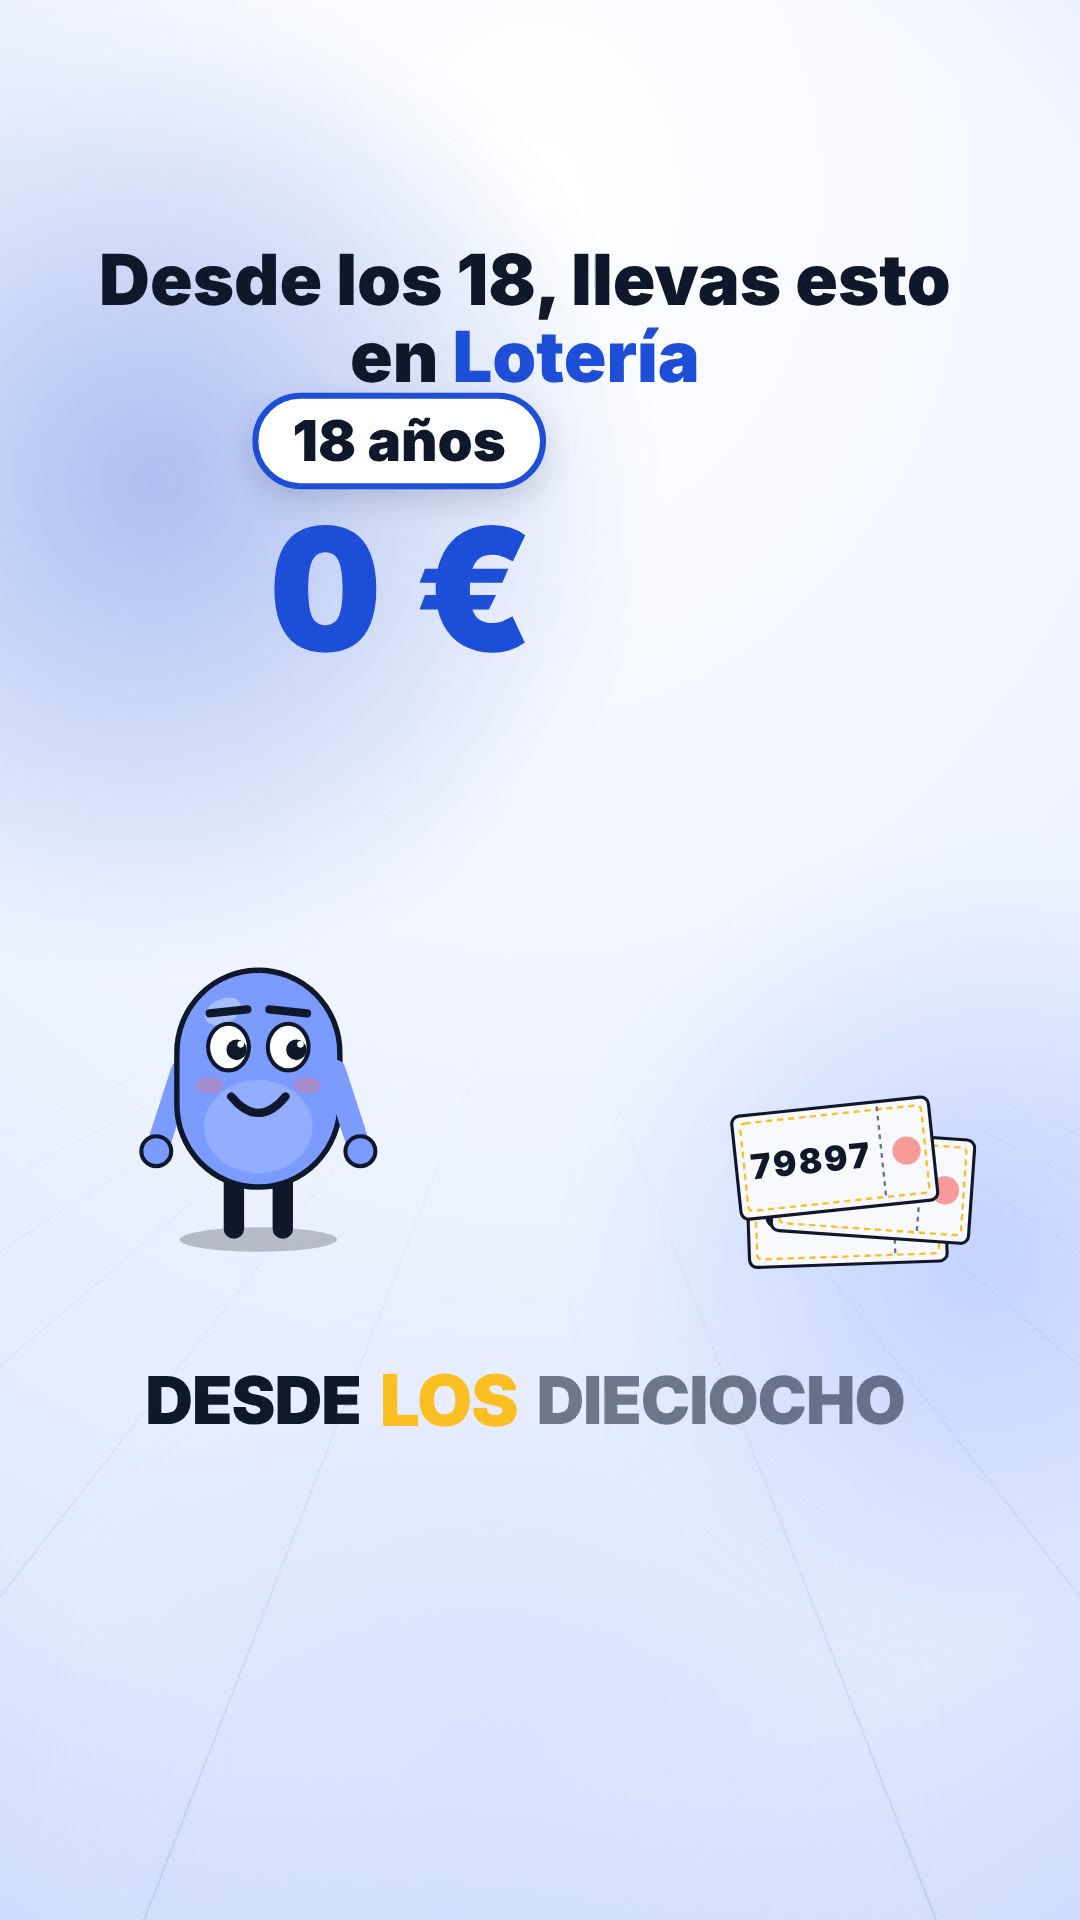 Desde los 18, llevas esto
en Lotería
18 años
0 €
79897
DESDE LOS DIECIOCHO